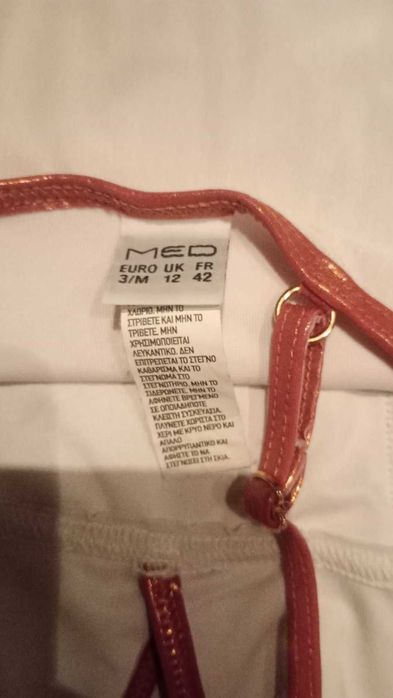 MED
EURO UK FR
3/M 12 42
ΧΛΩΡΙΟ. ΜΗΝ ΤΟ
ΣΤΡΙΒΕΤΕ ΚΑΙ ΜΗΝ ΤΟ
ΤΡΙΒΕΤΕ. ΜΗΝ
ΧΡΗΣΙΜΟΠΟΙΕΙΤΑΙ
ΛΕΥΚΑΝΤΙΚΟ. ΔΕΝ
ΕΠΙΤΡΕΠΕΤΑΙ ΤΟ ΣΤΕΓΝΟ
ΚΑΘΑΡΙΣΜΑ ΚΑΙ ΤΟ
ΣΤΕΓΝΩΜΑ ΣΤΟ
ΣΤΕΓΝΩΤΗΡΙΟ. ΜΗΝ ΤΟ
ΣΙΔΕΡΩΝΕΤΕ. ΜΗΝ ΤΟ
ΑΦΗΝΕΤΕ ΒΡΕΓΜΕΝΟ
ΣΕ ΟΠΟΙΑΔΗΠΟΤΕ
ΚΛΕΙΣΤΗ ΣΥΣΚΕΥΑΣΙΑ.
ΠΛΥΝΕΤΕ ΧΩΡΙΣΤΑ ΣΤΟ
ΧΕΡΙ ΜΕ ΚΡΥΟ ΝΕΡΟ ΚΑΙ
ΑΠΑΛΟ
ΑΠΟΡΡΥΠΑΝΤΙΚΟ ΚΑΙ
ΑΦΗΣΤΕ ΤΟ ΝΑ
ΣΤΕΓΝΩΣΕΙ ΣΤΗ ΣΚΙΑ.